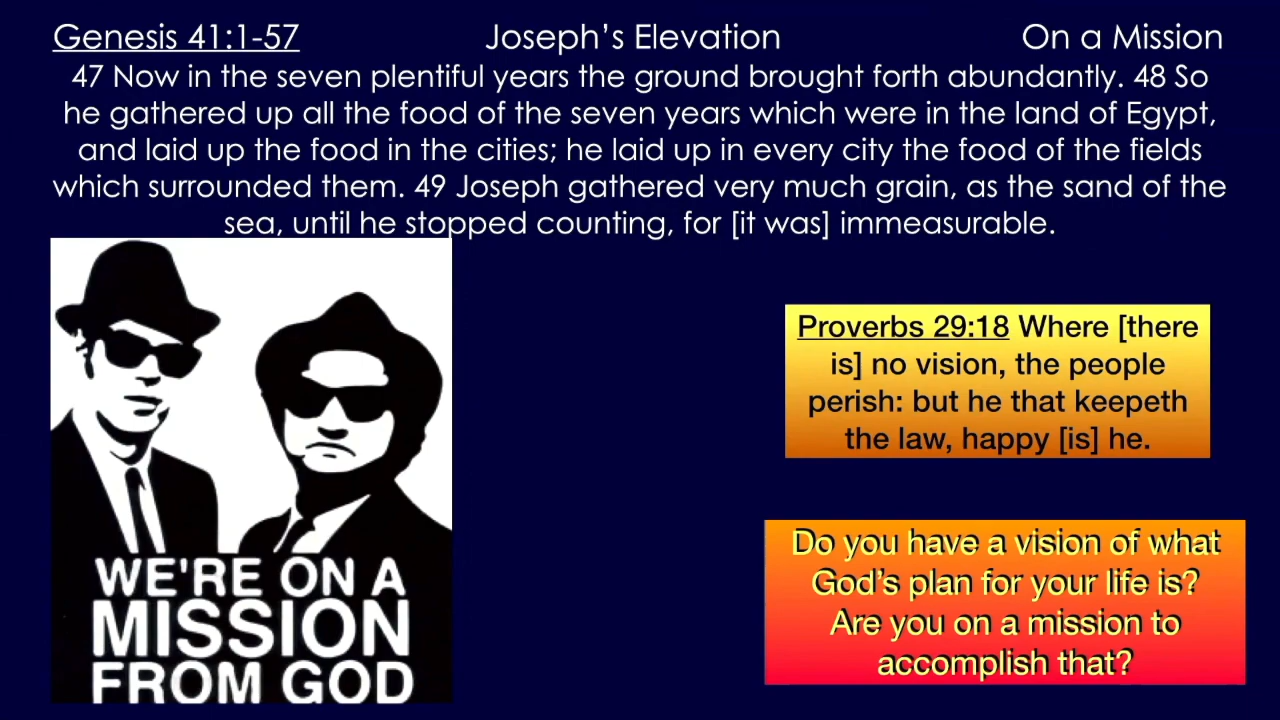 Genesis 41:1-57 Joseph’s Elevation On a Mission
47 Now in the seven plentiful years the ground brought forth abundantly. 48 So
he gathered up all the food of the seven years which were in the land of Egypt,
and laid up the food in the cities; he laid up in every city the food of the fields
which surrounded them. 49 Joseph gathered very much grain, as the sand of the
sea, until he stopped counting, for [it was] immeasurable.
WE'RE ON A
MISSION
FROM GOD
Proverbs 29:18 Where [there
is] no vision, the people
perish: but he that keepeth
the law, happy [is] he.
Do you have a vision of what
God’s plan for your life is?
Are you on a mission to
accomplish that?